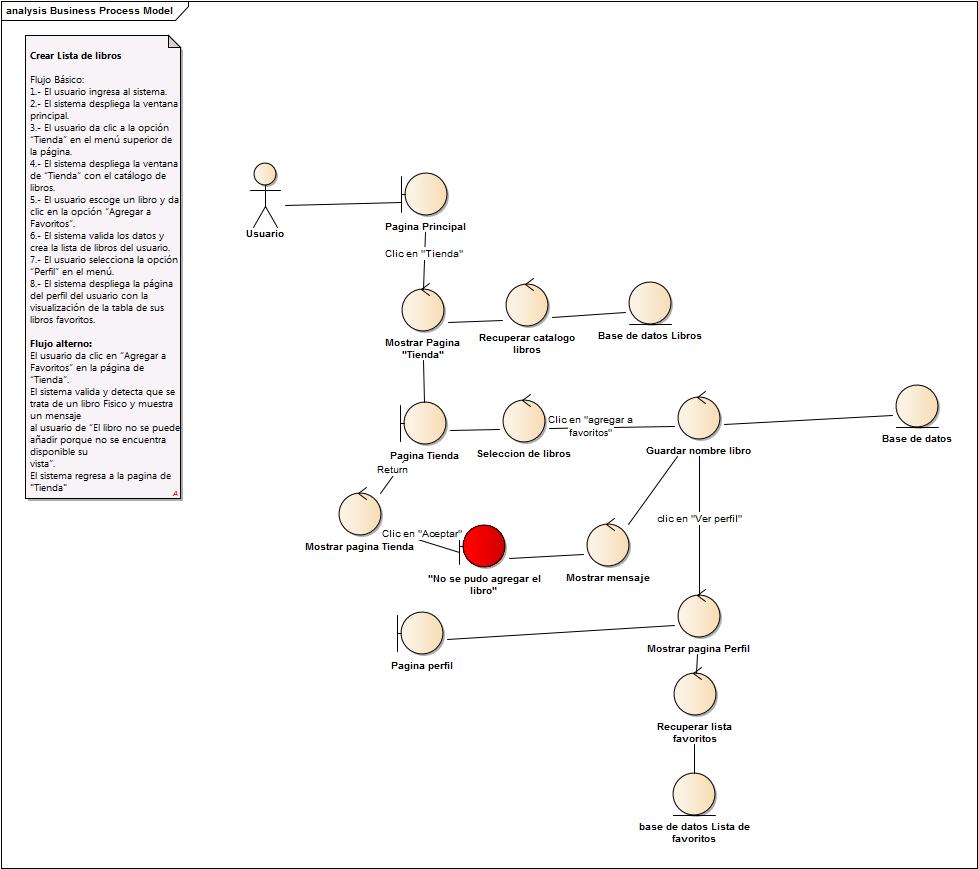 analysis Business Process Model
Crear Lista de libros
Flujo Básico:
1.- El usuario ingresa al sistema.
2.- El sistema despliega la ventana
principal.
3.- El usuario da clic a la opción
“Tienda” en el menú superior de
la página.
4.- El sistema despliega la ventana
de “Tienda” con el catálogo de
libros.
5.- El usuario escoge un libro y da
clic en la opción “Agregar a
Favoritos”.
6.- El sistema valida los datos y
crea la lista de libros del usuario.
7.- El usuario selecciona la opción
“Perfil” en el menú.
8.- El sistema despliega la página
del perfil del usuario con la
visualización de la tabla de sus
libros favoritos.
Flujo alterno:
El usuario da clic en “Agregar a
Favoritos” en la página de
“Tienda”.
El sistema valida y detecta que se
trata de un libro Fisico y muestra
un mensaje
al usuario de “El libro no se puede
añadir porque no se encuentra
disponible su
vista”.
El sistema regresa a la pagina de
"Tienda"
A
Usuario
Pagina Principal
Clic en "Tienda"
Mostrar Pagina
"Tienda"
Recuperar catalogo
libros
Base de datos Libros
Pagina Tienda
Seleccion de libros
Clic en "agregar a
favoritos"
Guardar nombre libro
Base de datos
Return
Mostrar pagina Tienda
Clic en "Aceptar"
"No se pudo agregar el
libro"
Mostrar mensaje
clic en "Ver perfil"
Pagina perfil
Mostrar pagina Perfil
Recuperar lista
favoritos
base de datos Lista de
favoritos